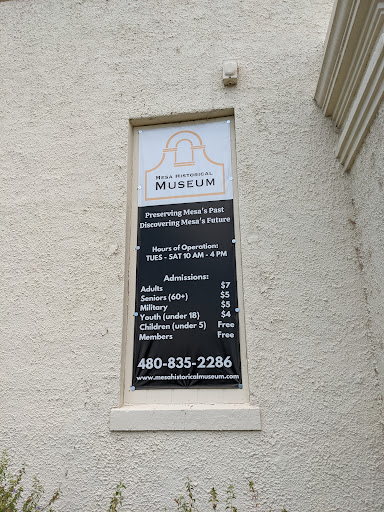 Mesa Historical
Museum
Preserving Mesa's Past
Discovering Mesa's Future
Hours of Operation:
TUES - SAT 10 AM - 4 PM
Admissions:
Adults $7
Seniors (60+) $5
Military $5
Youth (under 18) $4
Children (under 5) Free
Members Free
480-835-2286
www.mesahistoricalmuseum.com